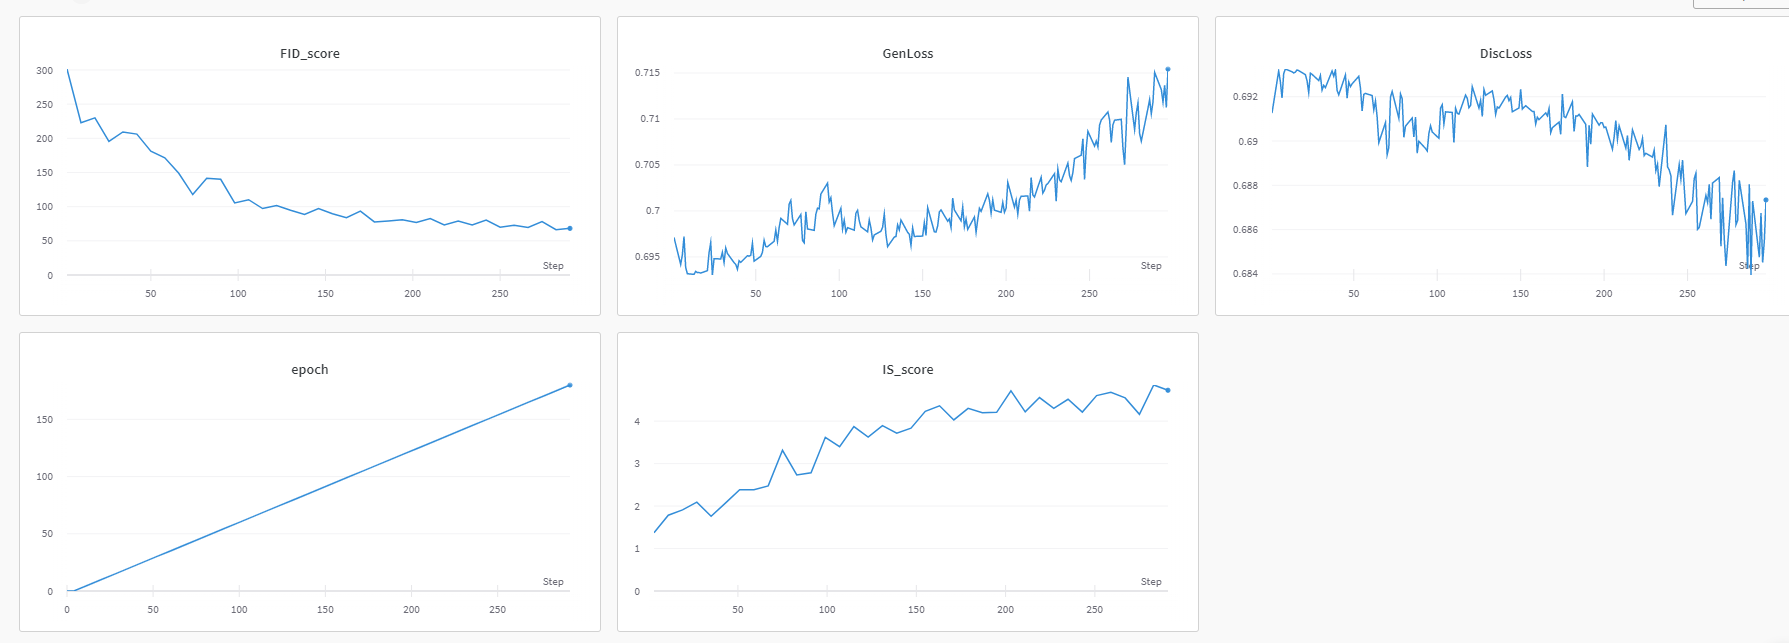 FID_score
300
250
200
150
100
50
0
Step
50 100 150 200 250
GenLoss
0.715
0.71
0.705
0.7
0.695
Step
50 100 150 200 250
DiscLoss
0.692
0.69
0.688
0.686
0.684
Step
50 100 150 200 250
epoch
150
100
50
0
Step
0 50 100 150 200 250
IS_score
4
3
2
1
0
Step
50 100 150 200 250